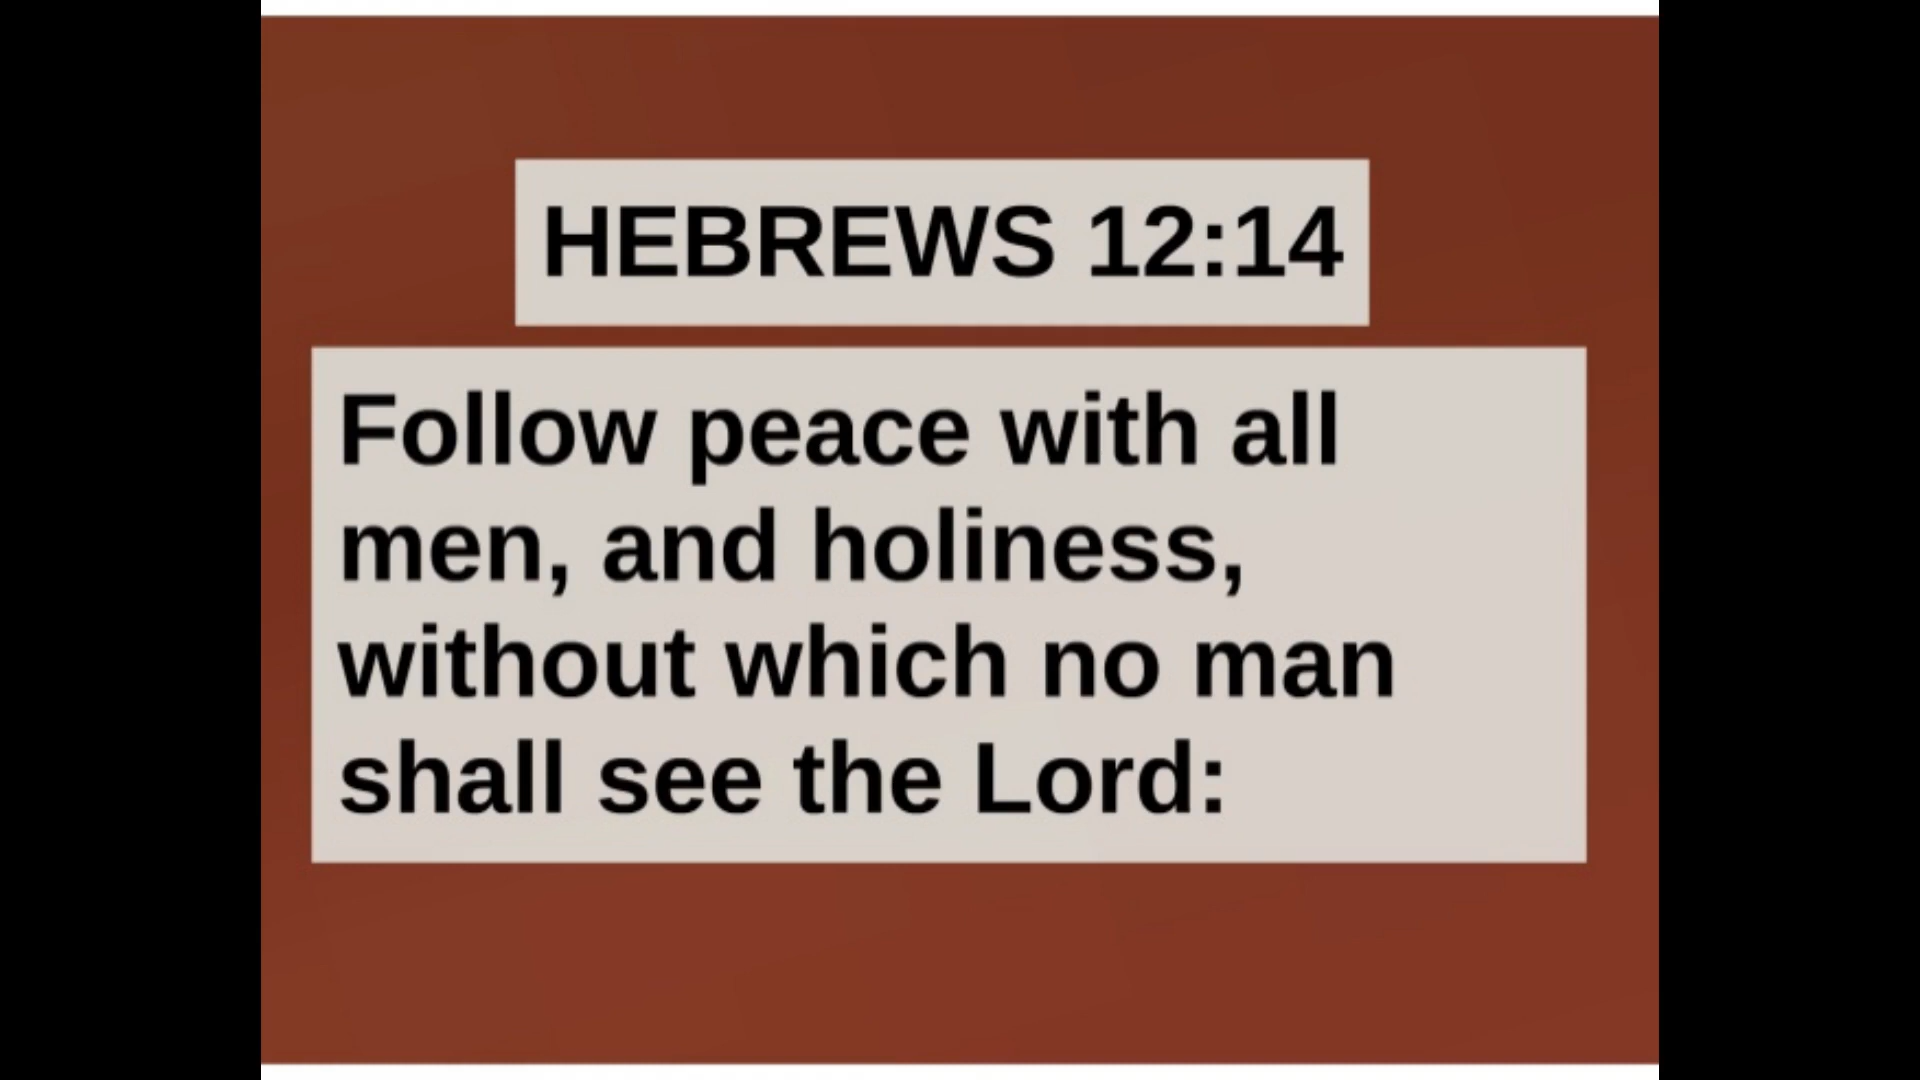 HEBREWS 12:14
Follow peace with all
men, and holiness,
without which no man
shall see the Lord: